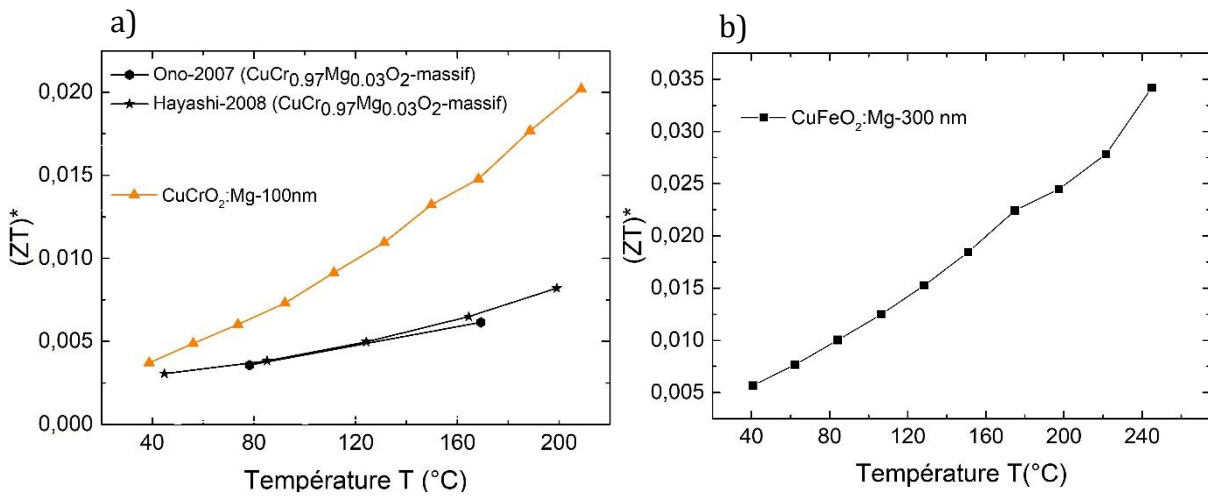 a)
0,020
0,015
0,010
0,005
0,000
(ZT)*
Ono-2007 (CuCr0.97Mg0.03O2-massif)
Hayashi-2008 (CuCr0.97Mg0.03O2-massif)
CuCrO2:Mg-100nm
40 80 120 160 200
Température T (°C)
b)
0,035
0,030
0,025
0,020
0,015
0,010
0,005
(ZT)*
CuFeO2:Mg-300 nm
40 80 120 160 200 240
Température T(°C)